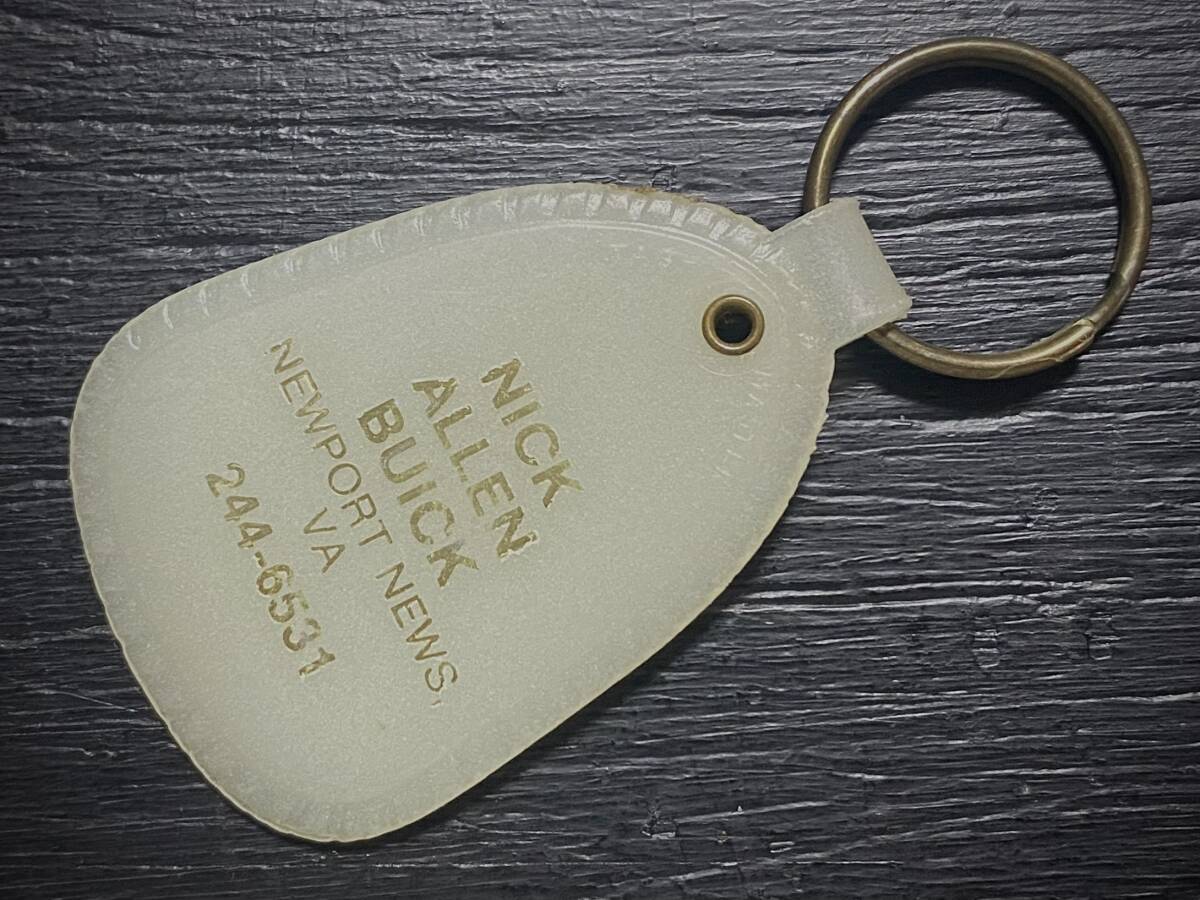 NICK
ALLEN
BUICK
NEWPORT NEWS,
VA
244-6531